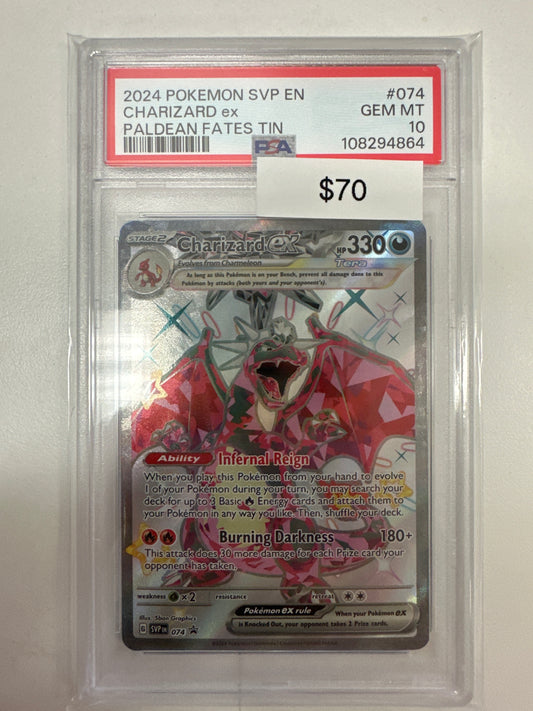 2024 POKEMON SVP EN #074
CHARIZARD ex GEM MT
PALDEAN FATES TIN 10
PSA 108294864
$70
STAGE 2 Charizard ex HP 330
Evolves from Charmeleon Tera
As long as this Pokémon is on your Bench, prevent all damage done to this
Pokémon by attacks (both yours and your opponent's).
Ability Infernal Reign
When you play this Pokémon from your hand to evolve
1 of your Pokémon during your turn, you may search your
deck for up to 3 Basic Energy cards and attach them to
your Pokémon in any way you like. Then, shuffle your deck.
Burning Darkness 180+
This attack does 30 more damage for each Prize card your
opponent has taken.
weakness ×2 resistance retreat
Pokémon ex rule When your Pokémon ex
is Knocked Out, your opponent takes 2 Prize cards.
Illus. 5ban Graphics
G SVP EN 074